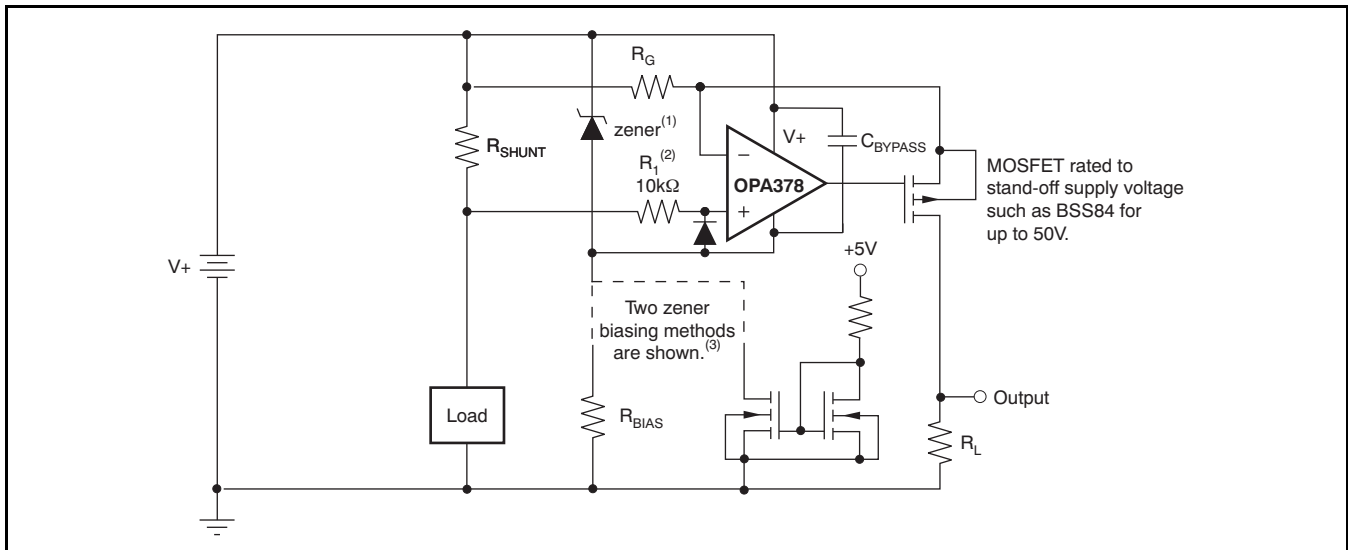 R_G
zener(1)
R_SHUNT
R_1(2)
10kΩ
V+
C_BYPASS
−
OPA378
+
MOSFET rated to
stand-off supply voltage
such as BSS84 for
up to 50V.
+5V
V+
Two zener
biasing methods
are shown.(3)
Load
R_BIAS
Output
R_L